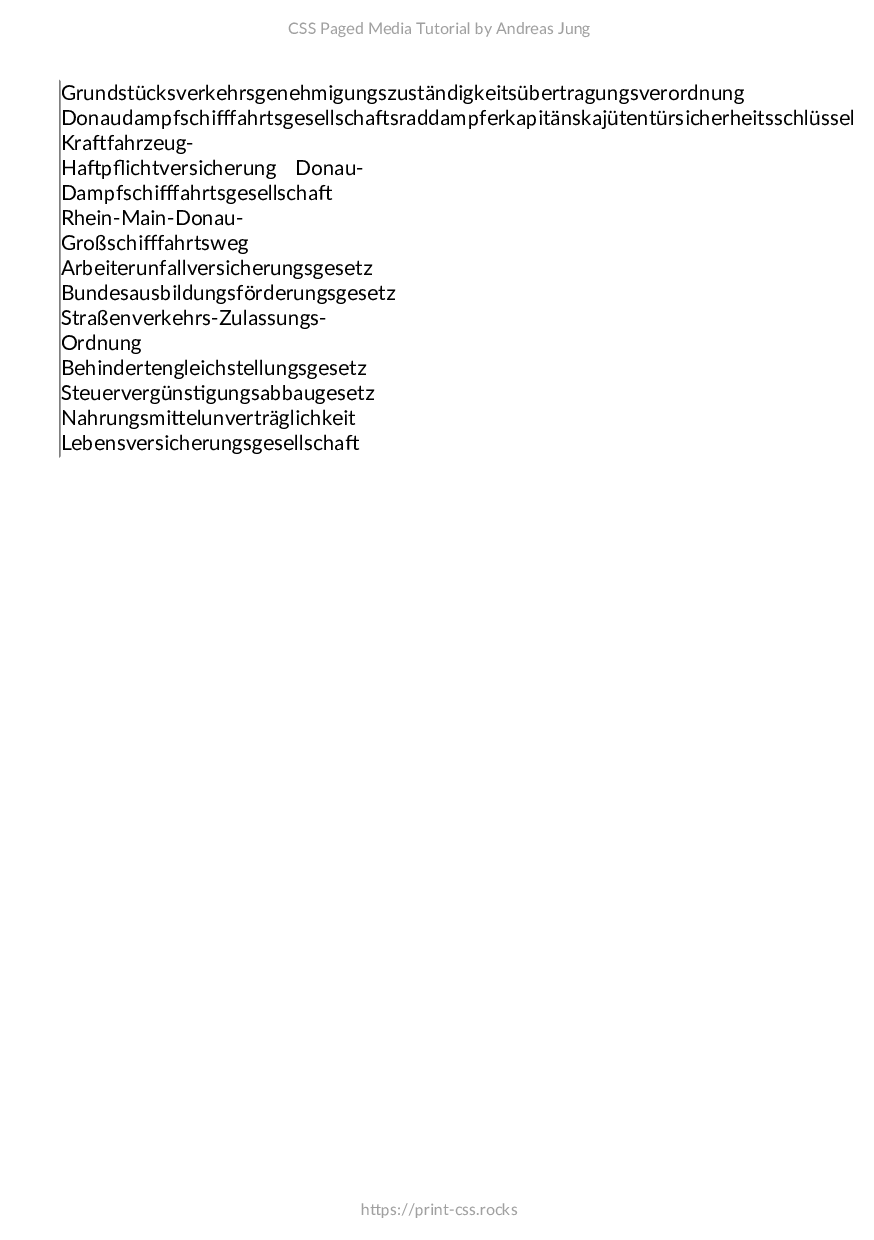 CSS Paged Media Tutorial by Andreas Jung
Grundstücksverkehrsgenehmigungszuständigkeitsübertragungsverordnung
Donaudampfschifffahrtsgesellschaftsraddampferkapitänskajütentürsicherheitsschlüssel
Kraftfahrzeug-
Haftpflichtversicherung Donau-
Dampfschifffahrtsgesellschaft
Rhein-Main-Donau-
Großschifffahrtsweg
Arbeiterunfallversicherungsgesetz
Bundesausbildungsförderungsgesetz
Straßenverkehrs-Zulassungs-
Ordnung
Behindertengleichstellungsgesetz
Steuervergünstigungsabbaugesetz
Nahrungsmittelunverträglichkeit
Lebensversicherungsgesellschaft
https://print-css.rocks